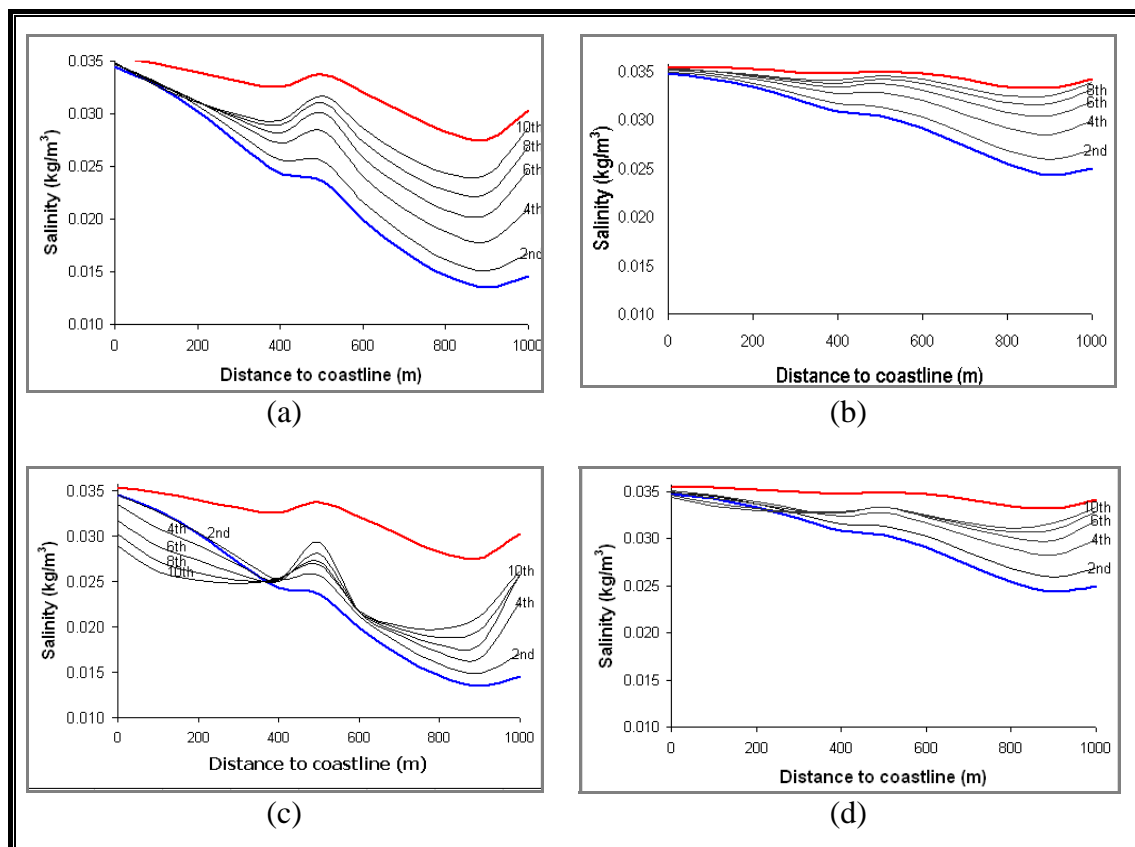 0.035
0.030
0.025
0.020
0.015
0.010
Salinity (kg/m³)
10th
8th
6th
4th
2nd
0 200 400 600 800 1000
Distance to coastline (m)
(a)
0.035
0.030
0.025
0.020
0.015
0.010
Salinity (kg/m³)
8th
6th
4th
2nd
0 200 400 600 800 1000
Distance to coastline (m)
(b)
0.035
0.030
0.025
0.020
0.015
0.010
Salinity (kg/m³)
4th 2nd
6th
8th
10th
10th
4th
2nd
0 200 400 600 800 1000
Distance to coastline (m)
(c)
0.035
0.030
0.025
0.020
0.015
0.010
Salinity (kg/m³)
10th
6th
4th
2nd
0 200 400 600 800 1000
Distance to coastline (m)
(d)